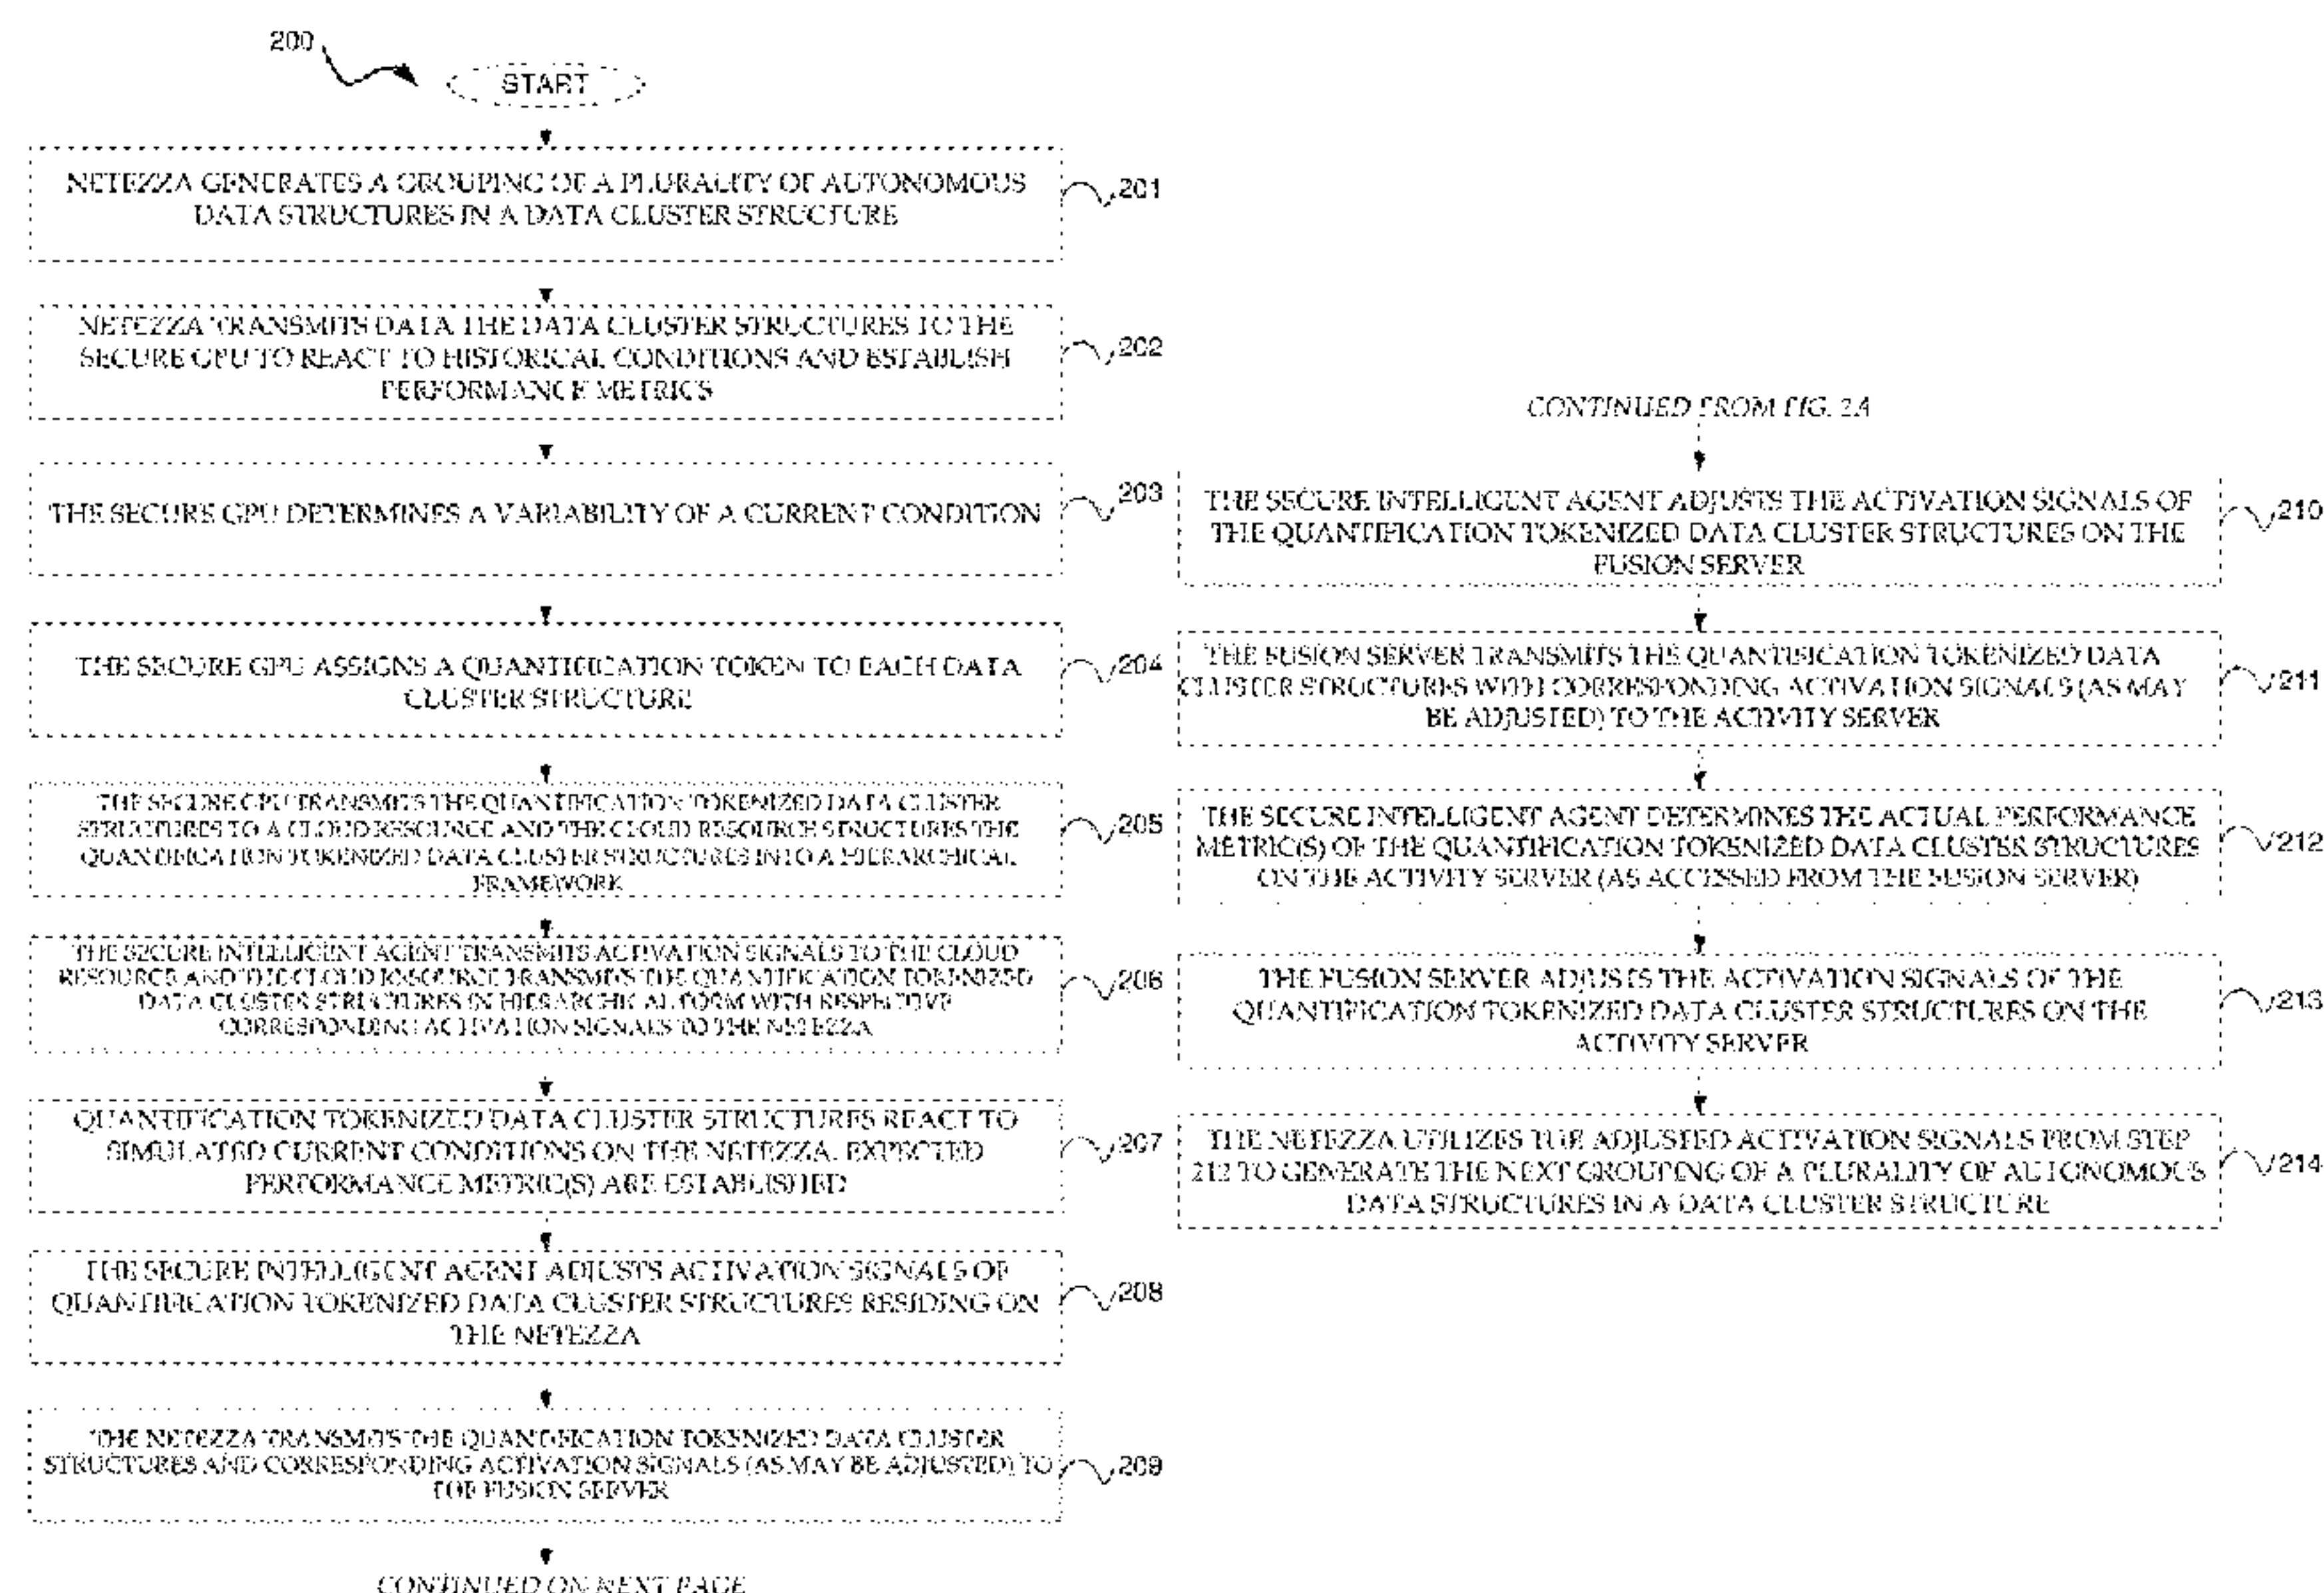 200
START
NETEZZA GENERATES A GROUPING OF A PLURALITY OF AUTONOMOUS
DATA STRUCTURES IN A DATA CLUSTER STRUCTURE
201
NETEZZA TRANSMITS DATA THE DATA CLUSTER STRUCTURES TO THE
SECURE GPU TO REACT TO HISTORICAL CONDITIONS AND ESTABLISH
PERFORMANCE METRICS
202
THE SECURE GPU DETERMINES A VARIABILITY OF A CURRENT CONDITION
203
THE SECURE GPU ASSIGNS A QUANTIFICATION TOKEN TO EACH DATA
CLUSTER STRUCTURE
204
THE SECURE GPU TRANSMITS THE QUANTIFICATION TOKENIZED DATA CLUSTER
STRUCTURES TO A CLOUD RESOURCE AND THE CLOUD RESOURCE STRUCTURES THE
QUANTIFICATION TOKENIZED DATA CLUSTER STRUCTURES INTO A HIERARCHICAL
FRAMEWORK
205
THE SECURE INTELLIGENT AGENT TRANSMITS ACTIVATION SIGNALS TO THE CLOUD
RESOURCE AND THE CLOUD RESOURCE TRANSMITS THE QUANTIFICATION TOKENIZED
DATA CLUSTER STRUCTURES IN HIERARCHICAL FORM WITH RESPECTIVE
CORRESPONDING ACTIVATION SIGNALS TO THE NETEZZA
206
QUANTIFICATION TOKENIZED DATA CLUSTER STRUCTURES REACT TO
SIMULATED CURRENT CONDITIONS ON THE NETEZZA. EXPECTED
PERFORMANCE METRIC(S) ARE ESTABLISHED
207
THE SECURE INTELLIGENT AGENT ADJUSTS ACTIVATION SIGNALS OF
QUANTIFICATION TOKENIZED DATA CLUSTER STRUCTURES RESIDING ON
THE NETEZZA
208
THE NETEZZA TRANSMITS THE QUANTIFICATION TOKENIZED DATA CLUSTER
STRUCTURES AND CORRESPONDING ACTIVATION SIGNALS (AS MAY BE ADJUSTED) TO
THE FUSION SERVER
209
CONTINUED ON NEXT PAGE
CONTINUED FROM FIG. 2A
THE SECURE INTELLIGENT AGENT ADJUSTS THE ACTIVATION SIGNALS OF
THE QUANTIFICATION TOKENIZED DATA CLUSTER STRUCTURES ON THE
FUSION SERVER
210
THE FUSION SERVER TRANSMITS THE QUANTIFICATION TOKENIZED DATA
CLUSTER STRUCTURES WITH CORRESPONDING ACTIVATION SIGNALS (AS MAY
BE ADJUSTED) TO THE ACTIVITY SERVER
211
THE SECURE INTELLIGENT AGENT DETERMINES THE ACTUAL PERFORMANCE
METRIC(S) OF THE QUANTIFICATION TOKENIZED DATA CLUSTER STRUCTURES
ON THE ACTIVITY SERVER (AS ACCESSED FROM THE FUSION SERVER)
212
THE FUSION SERVER ADJUSTS THE ACTIVATION SIGNALS OF THE
QUANTIFICATION TOKENIZED DATA CLUSTER STRUCTURES ON THE
ACTIVITY SERVER
213
THE NETEZZA UTILIZES THE ADJUSTED ACTIVATION SIGNALS FROM STEP
212 TO GENERATE THE NEXT GROUPING OF A PLURALITY OF AUTONOMOUS
DATA STRUCTURES IN A DATA CLUSTER STRUCTURE
214